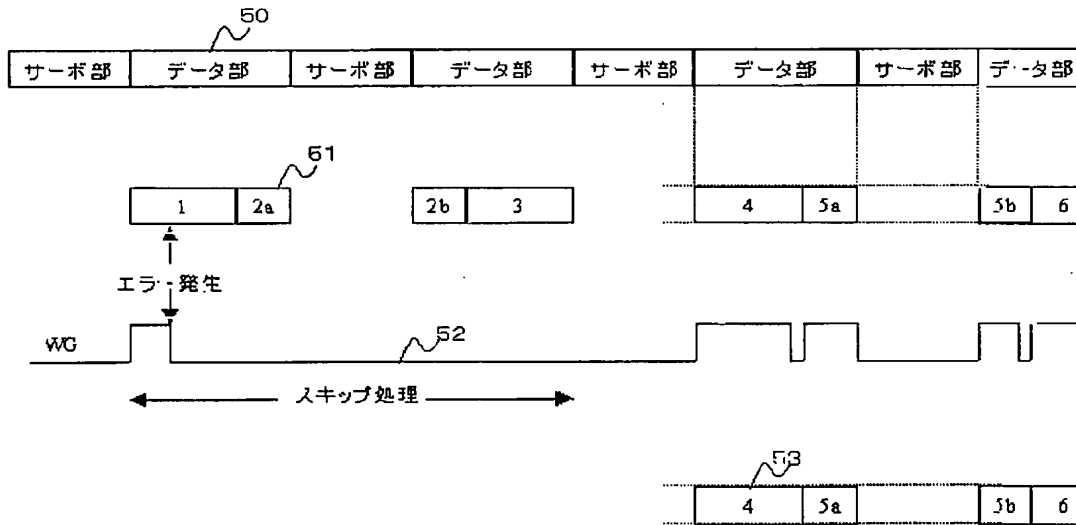 50
サーボ部 データ部 サーボ部 データ部 サーボ部 データ部 サーボ部 データ部
51
1 2a 2b 3 4 5a 5b 6
エラー発生
WG
52
スキップ処理
53
4 5a 5b 6